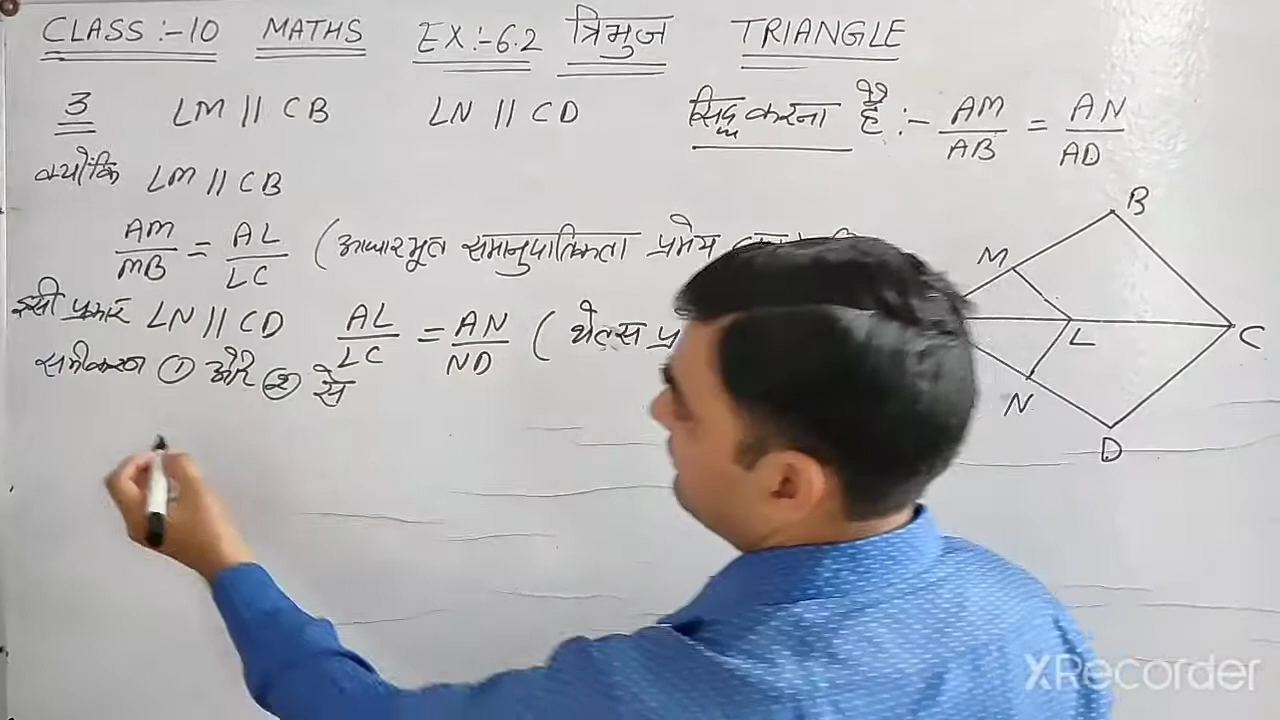 CLASS :-10 MATHS EX:-6.2 त्रिभुज TRIANGLE
3 LM || CB LN || CD सिद्ध करना है :- AM/AB = AN/AD
क्योंकि LM || CB
AM/MB = AL/LC (आधारभूत समानुपातिकता प्रमेय
इसी प्रकार LN || CD AL/LC = AN/ND (थेल्स
समीकरण ① और ② से
B
M
L
C
N
D
XRecorder